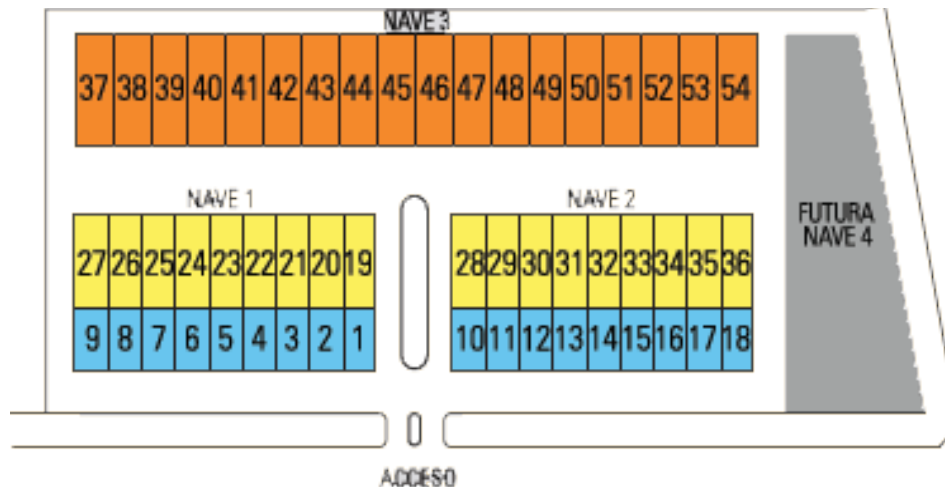 NAVE 3
37 38 39 40 41 42 43 44 45 46 47 48 49 50 51 52 53 54
NAVE 1
NAVE 2
FUTURA
NAVE 4
27 26 25 24 23 22 21 20 19
28 29 30 31 32 33 34 35 36
9 8 7 6 5 4 3 2 1
10 11 12 13 14 15 16 17 18
ACCESO